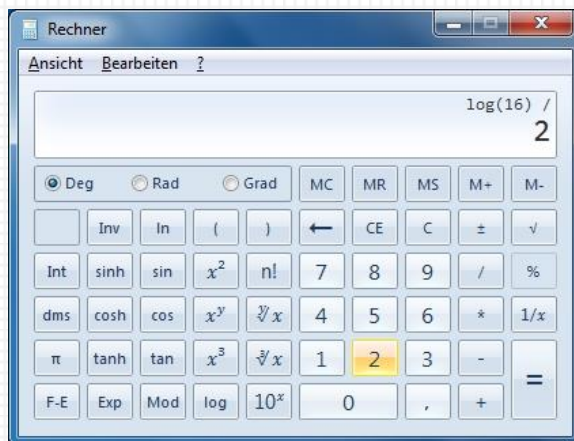 Rechner
Ansicht Bearbeiten ?
log(16) /
2
Deg Rad Grad MC MR MS M+ M-
Inv ln ( ) ← CE C ± √
Int sinh sin x² n! 7 8 9 / %
dms cosh cos xʸ ʸ√x 4 5 6 * 1/x
π tanh tan x³ ³√x 1 2 3 - =
F-E Exp Mod log 10ˣ 0 , +